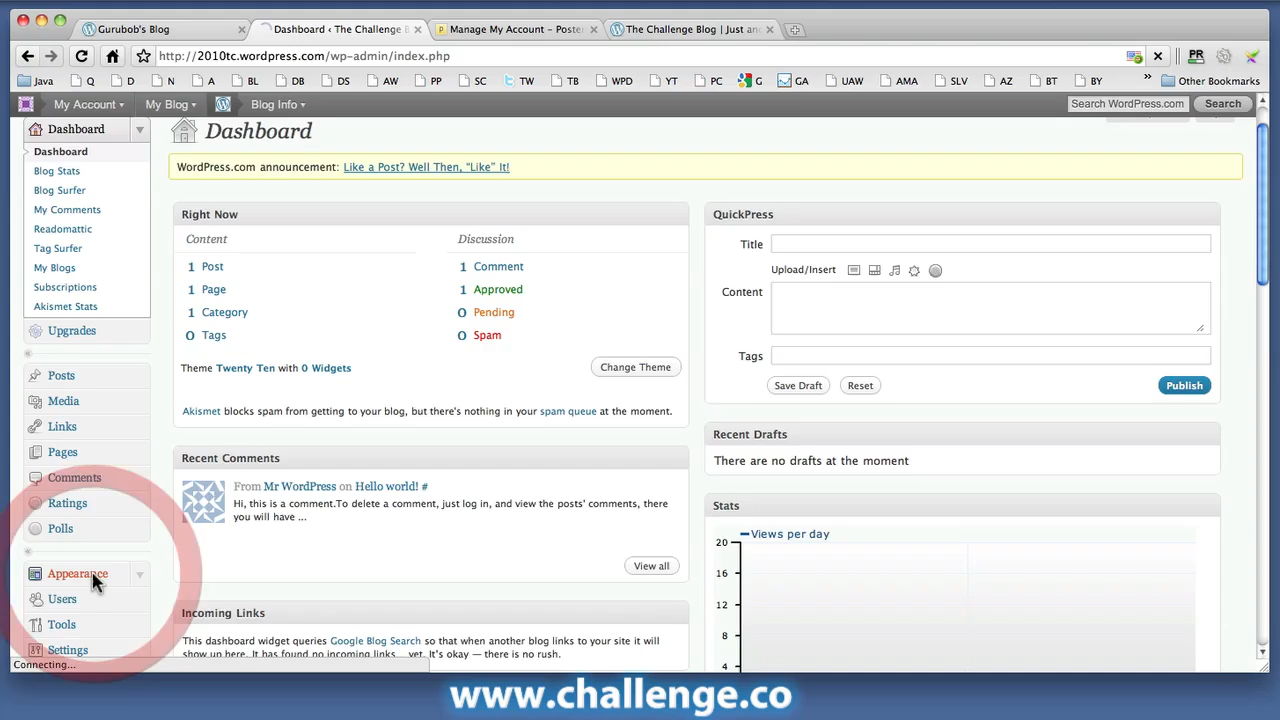 Gurubob's Blog
Dashboard ‹ The Challenge B
Manage My Account – Poster
The Challenge Blog | Just an
http://2010tc.wordpress.com/wp-admin/index.php
PR
Java Q D N A BL DB DS AW PP SC TW TB WPD YT PC G GA UAW AMA SLV AZ BT BY » Other Bookmarks
My Account My Blog Blog Info Search WordPress.com Search
Dashboard
Dashboard
Blog Stats
Blog Surfer
My Comments
Readomattic
Tag Surfer
My Blogs
Subscriptions
Akismet Stats
Upgrades
Posts
Media
Links
Pages
Comments
Ratings
Polls
Appearance
Users
Tools
Settings
Connecting...
Dashboard
WordPress.com announcement: Like a Post? Well Then, “Like” It!
Right Now
Content
1 Post
1 Page
1 Category
0 Tags
Discussion
1 Comment
1 Approved
0 Pending
0 Spam
Theme Twenty Ten with 0 Widgets
Change Theme
Akismet blocks spam from getting to your blog, but there's nothing in your spam queue at the moment.
Recent Comments
From Mr WordPress on Hello world! #
Hi, this is a comment.To delete a comment, just log in, and view the posts' comments, there
you will have ...
View all
Incoming Links
This dashboard widget queries Google Blog Search so that when another blog links to your site it will
show up here. It has found no incoming links... yet. It's okay — there is no rush.
QuickPress
Title
Upload/Insert
Content
Tags
Save Draft
Reset
Publish
Recent Drafts
There are no drafts at the moment
Stats
Views per day
20
16
12
8
4
www.challenge.co